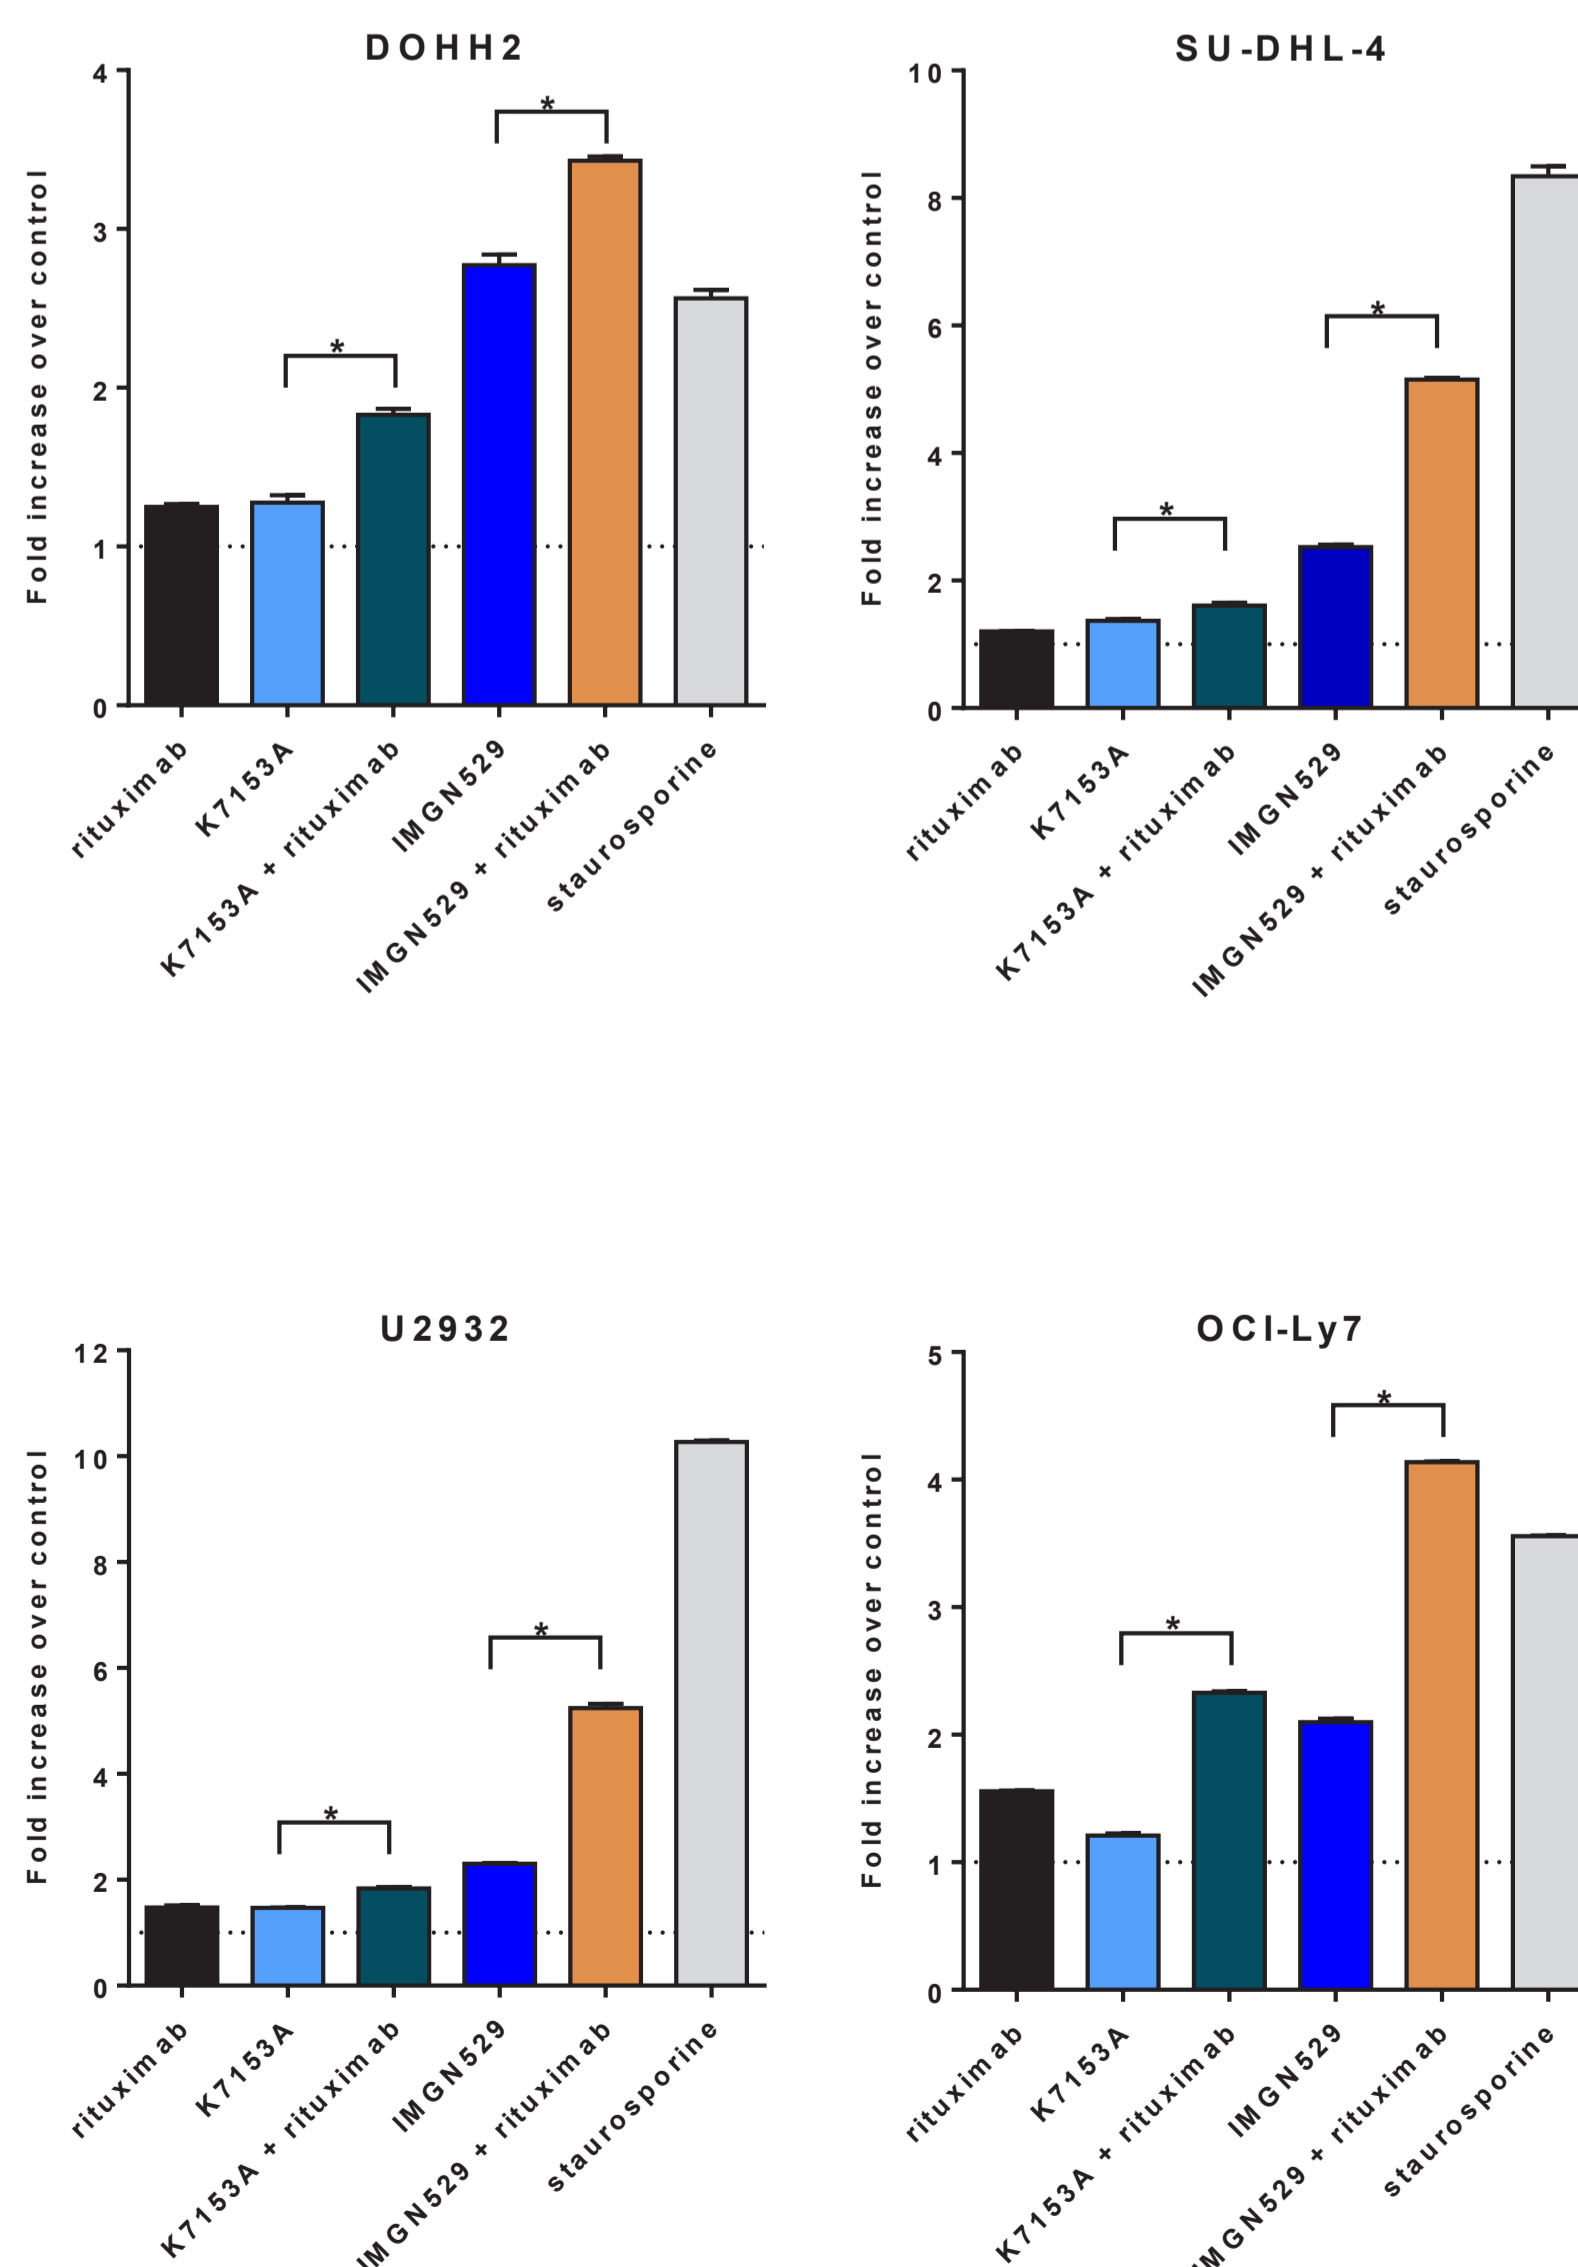 DOHH2
Fold increase over control
4
*
3
*
2
1
0
rituximab
K7153A
K7153A + rituximab
IMGN529
IMGN529 + rituximab
staurosporine
SU-DHL-4
Fold increase over control
10
8
*
6
4
*
2
0
rituximab
K7153A
K7153A + rituximab
IMGN529
IMGN529 + rituximab
staurosporine
U2932
Fold increase over control
12
10
8
*
6
4
*
2
0
rituximab
K7153A
K7153A + rituximab
IMGN529
IMGN529 + rituximab
staurosporine
OCI-Ly7
Fold increase over control
5
*
4
3
*
2
1
0
rituximab
K7153A
K7153A + rituximab
IMGN529
IMGN529 + rituximab
staurosporine